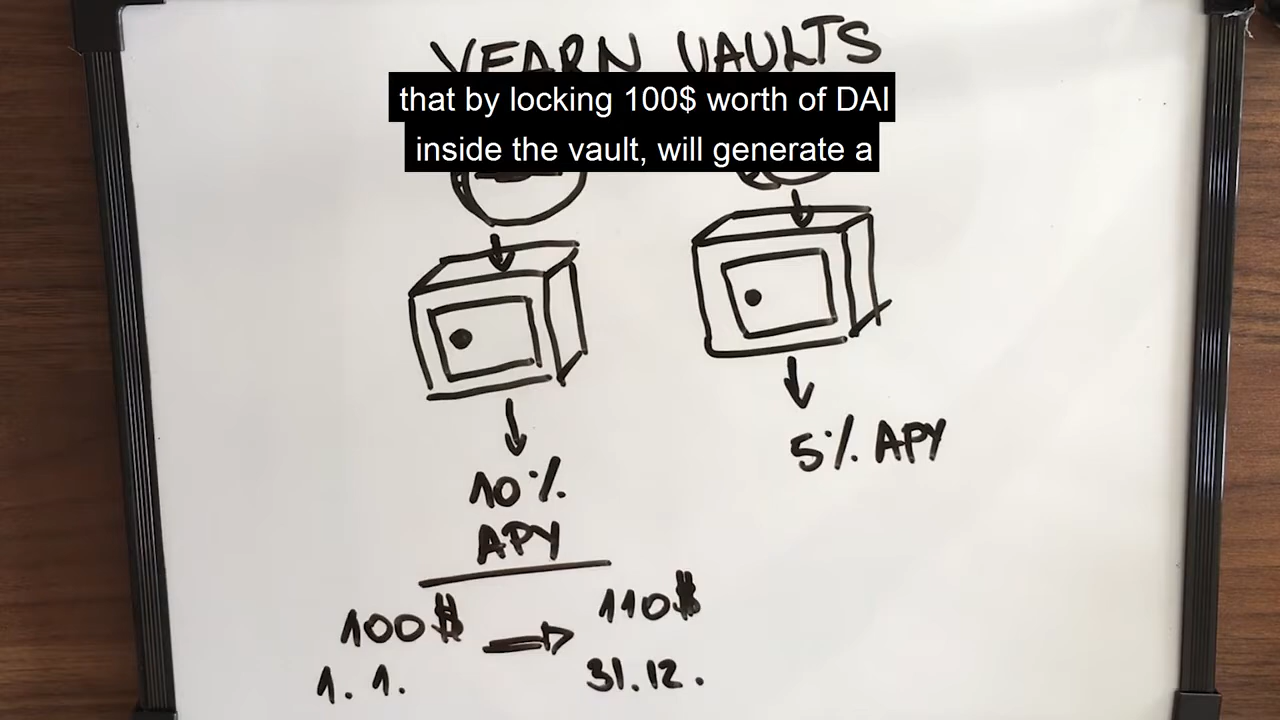 YEARN VAULTS
that by locking 100$ worth of DAI
inside the vault, will generate a
5% APY
10%
APY
100$
110$
1. 1.
31.12.